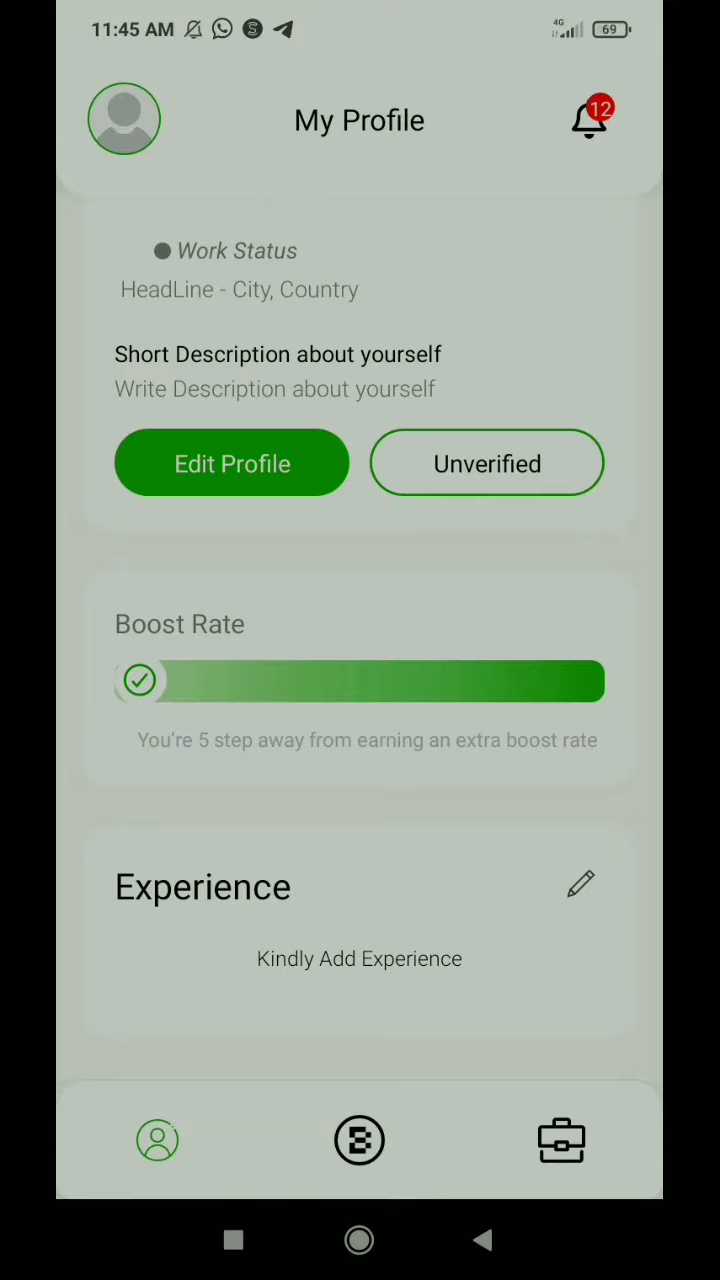 11:45 AM
4G
69
My Profile
12
Work Status
HeadLine - City, Country
Short Description about yourself
Write Description about yourself
Edit Profile
Unverified
Boost Rate
You're 5 step away from earning an extra boost rate
Experience
Kindly Add Experience